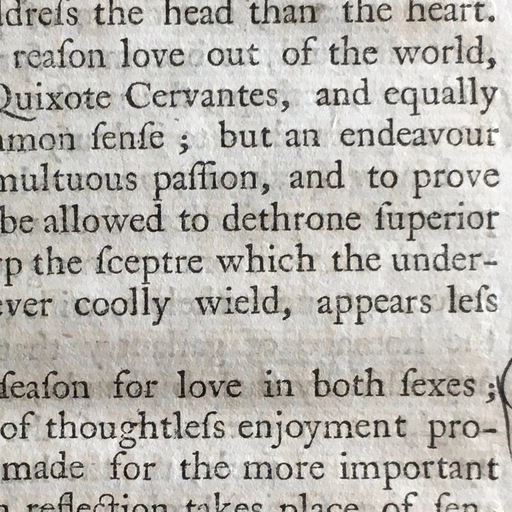 dreſs the head than the heart.
reaſon love out of the world,
Quixote Cervantes, and equally
mon ſenſe; but an endeavour
multuous paſſion, and to prove
be allowed to dethrone ſuperior
p the ſceptre which the under-
ever coolly wield, appears leſs
ſeaſon for love in both ſexes;
of thoughtleſs enjoyment pro-
made for the more important
reflection takes place of ſen